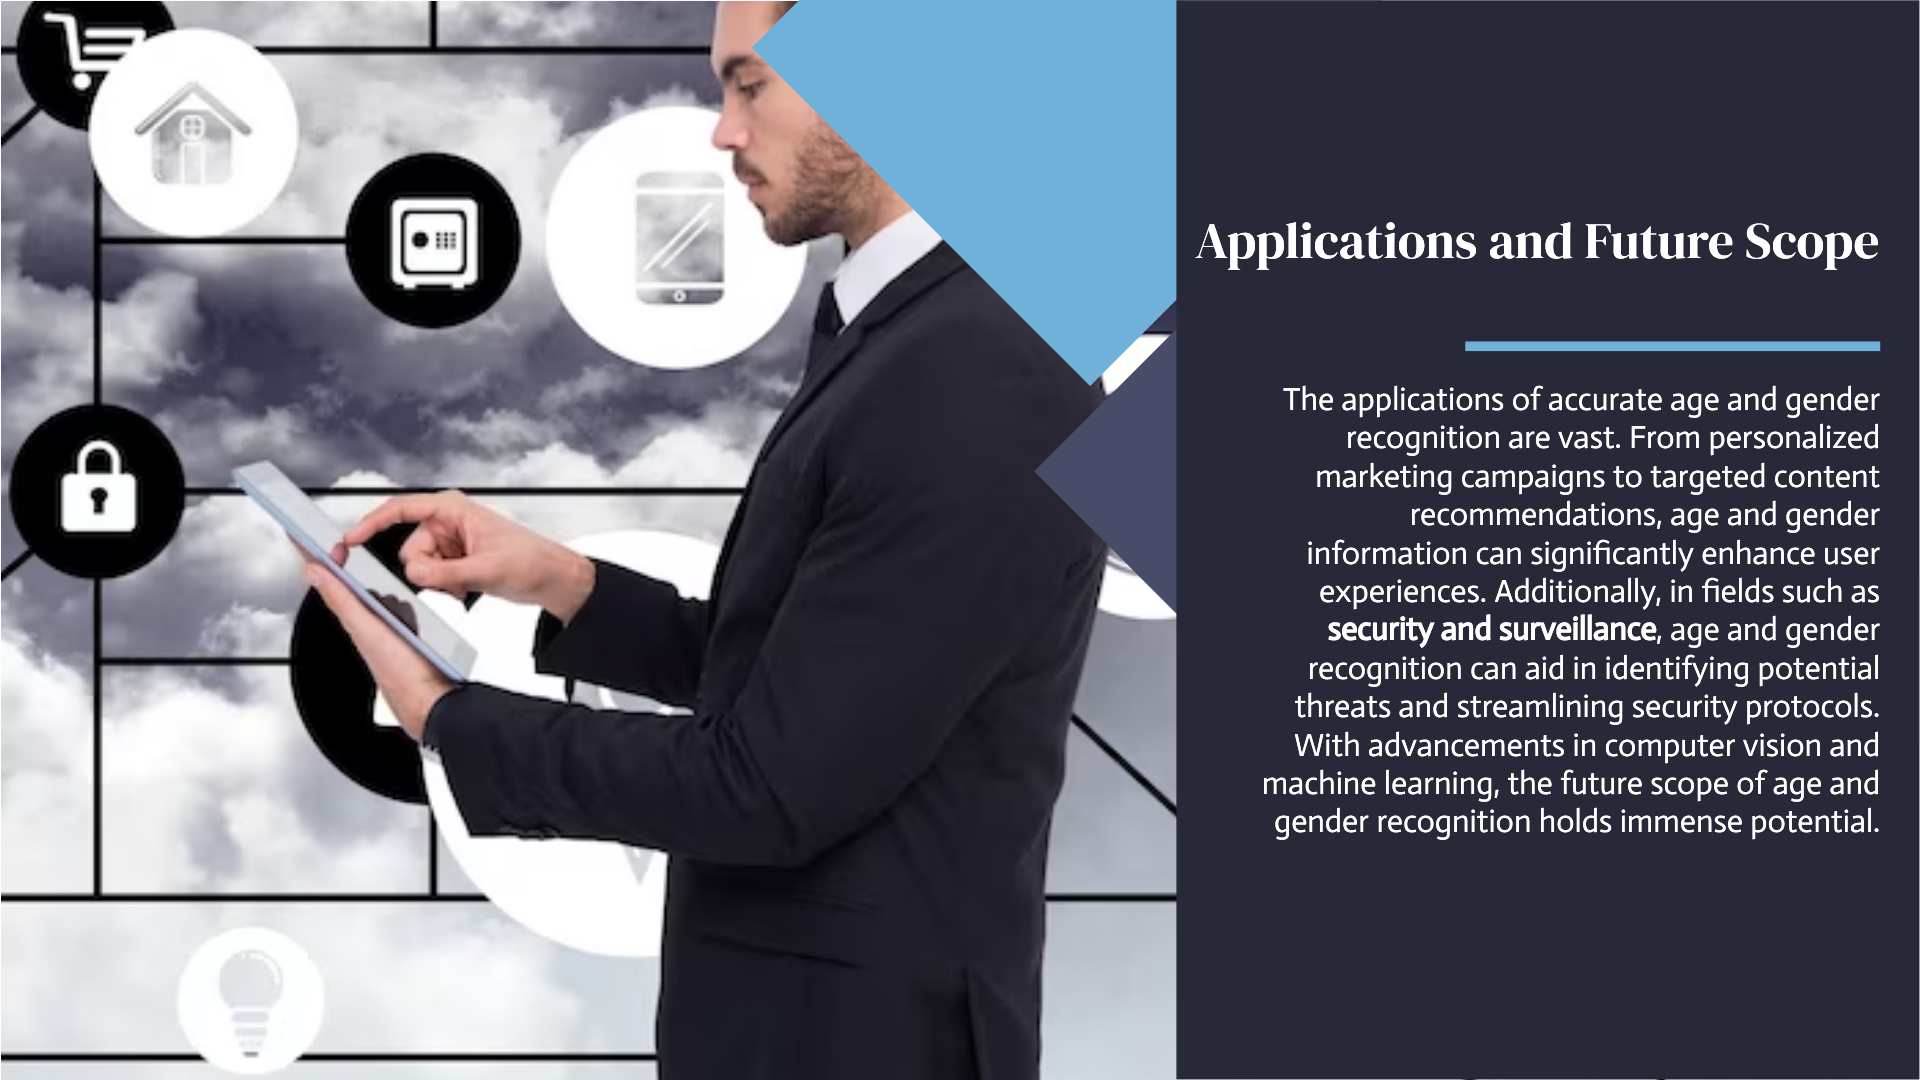 Applications and Future Scope
The applications of accurate age and gender
recognition are vast. From personalized
marketing campaigns to targeted content
recommendations, age and gender
information can significantly enhance user
experiences. Additionally, in fields such as
security and surveillance, age and gender
recognition can aid in identifying potential
threats and streamlining security protocols.
With advancements in computer vision and
machine learning, the future scope of age and
gender recognition holds immense potential.